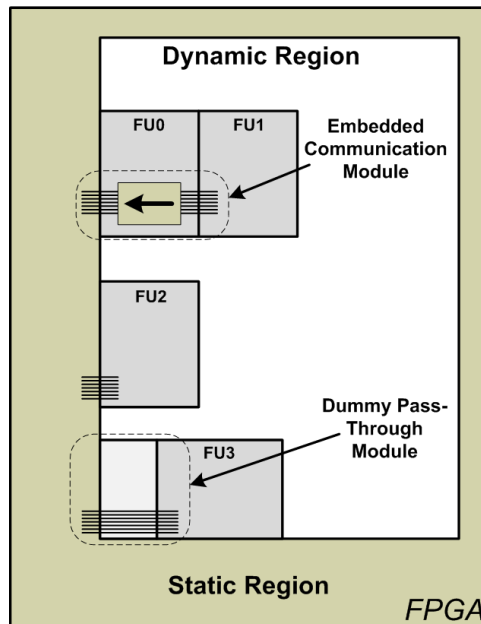 Dynamic Region
FU0
FU1
Embedded
Communication
Module
FU2
Dummy Pass-
Through
Module
FU3
Static Region
FPGA